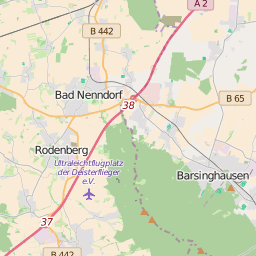 A 2
B 442
Bad Nenndorf
38
B 65
Rodenberg
Ultraleichtflugplatz
der Deisterflieger
e.V.
Barsinghausen
37
B 442